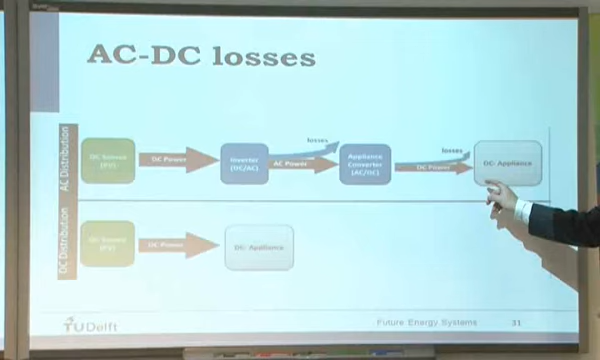 AC-DC losses
AC Distribution
DC Source
(PV)
DC Power
Inverter
(DC/AC)
losses
AC Power
Appliance
Converter
(AC/DC)
losses
DC Power
DC- Appliance
DC Distribution
DC Source
(PV)
DC Power
DC- Appliance
TU Delft
Future Energy Systems
31